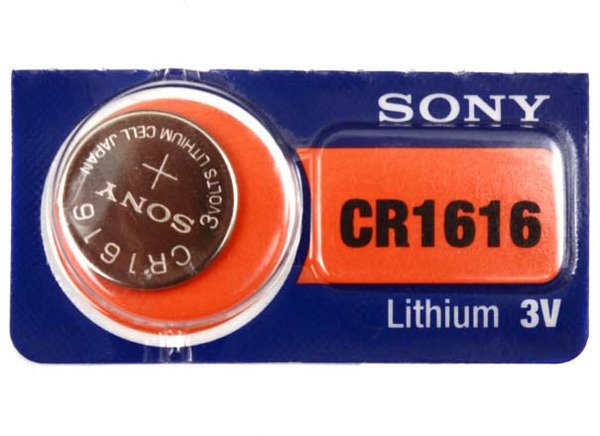 SONY
CR1616
Lithium 3V
+
SONY
CR1616
3VOLTS LITHIUM CELL JAPAN